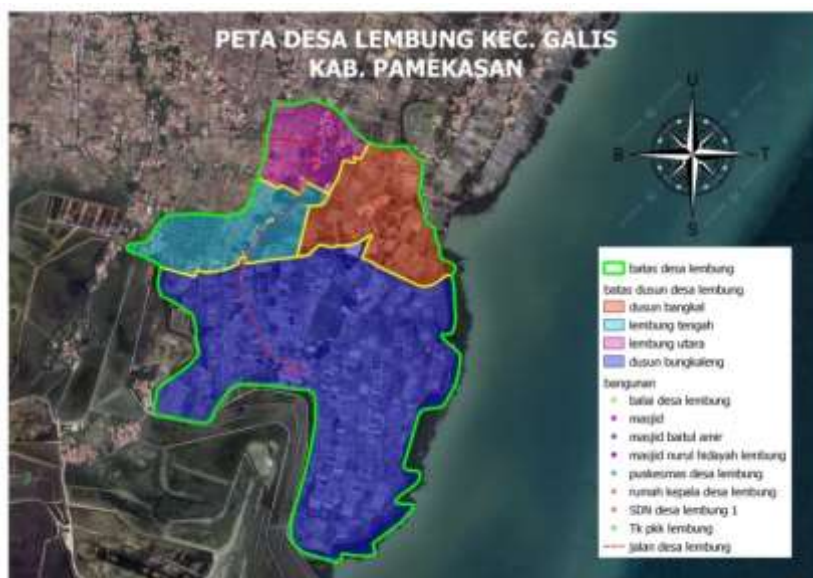 PETA DESA LEMBUNG KEC. GALIS
KAB. PAMEKASAN
U
B
T
S
batas desa lembung
batas dusun desa lembung
dusun bangkal
lembung tengah
lembung utara
dusun bungkaleng
bangunan
balai desa lembung
masjid
masjid baitul amir
masjid nurul hidayah lembung
puskesmas desa lembung
rumah kepala desa lembung
SDN desa lembung 1
Tk pkk lembung
jalan desa lembung